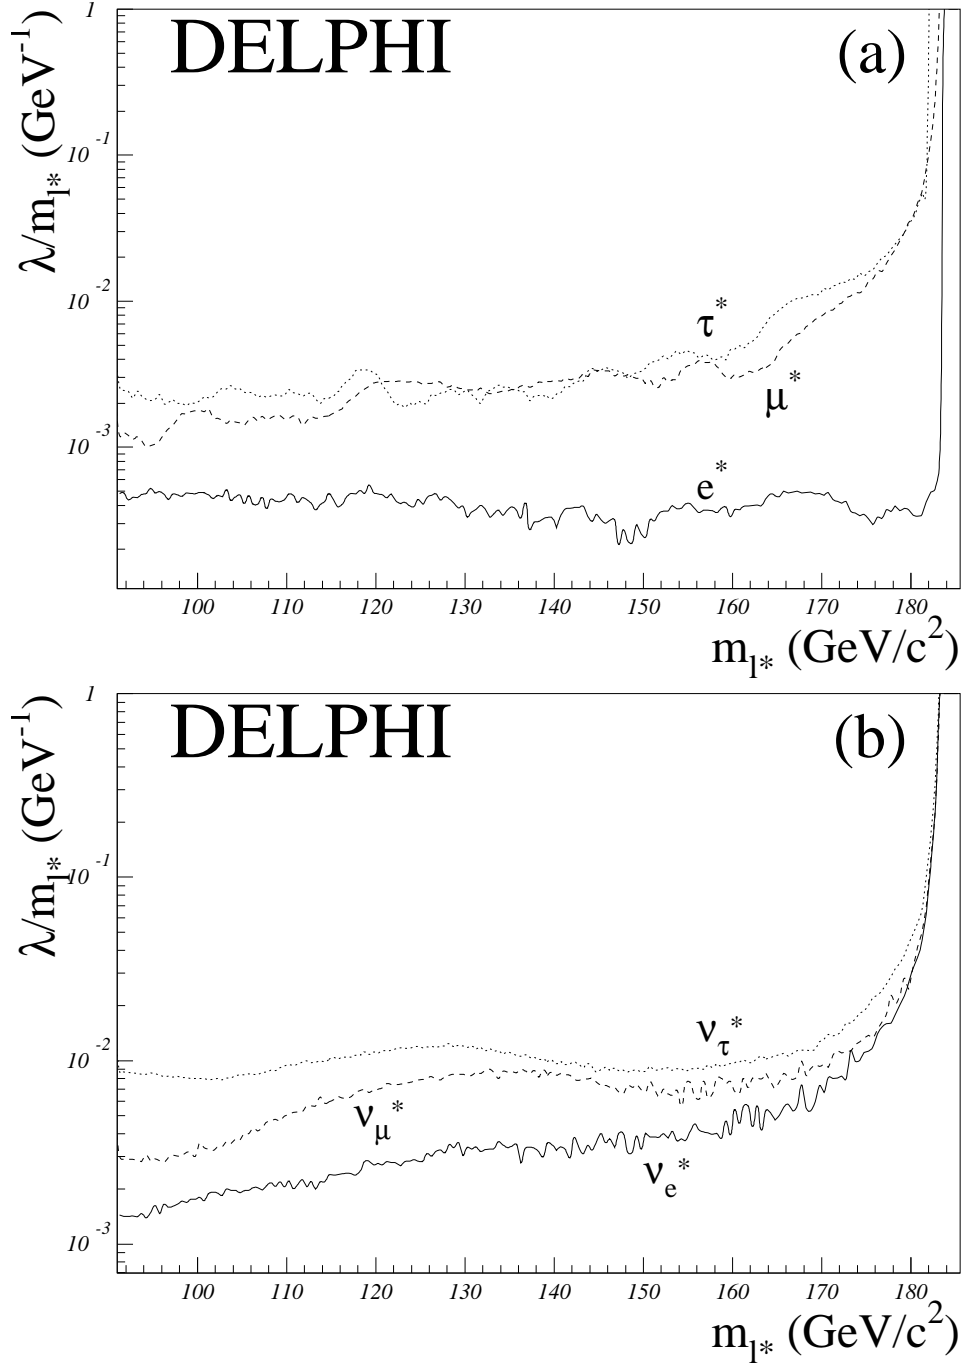 DELPHI (a)
λ/m_l* (GeV^-1)
1
10^-1
10^-2
10^-3
τ*
μ*
e*
100 110 120 130 140 150 160 170 180
m_l* (GeV/c^2)
DELPHI (b)
λ/m_l* (GeV^-1)
1
10^-1
10^-2
10^-3
ν_τ*
ν_μ*
ν_e*
100 110 120 130 140 150 160 170 180
m_l* (GeV/c^2)